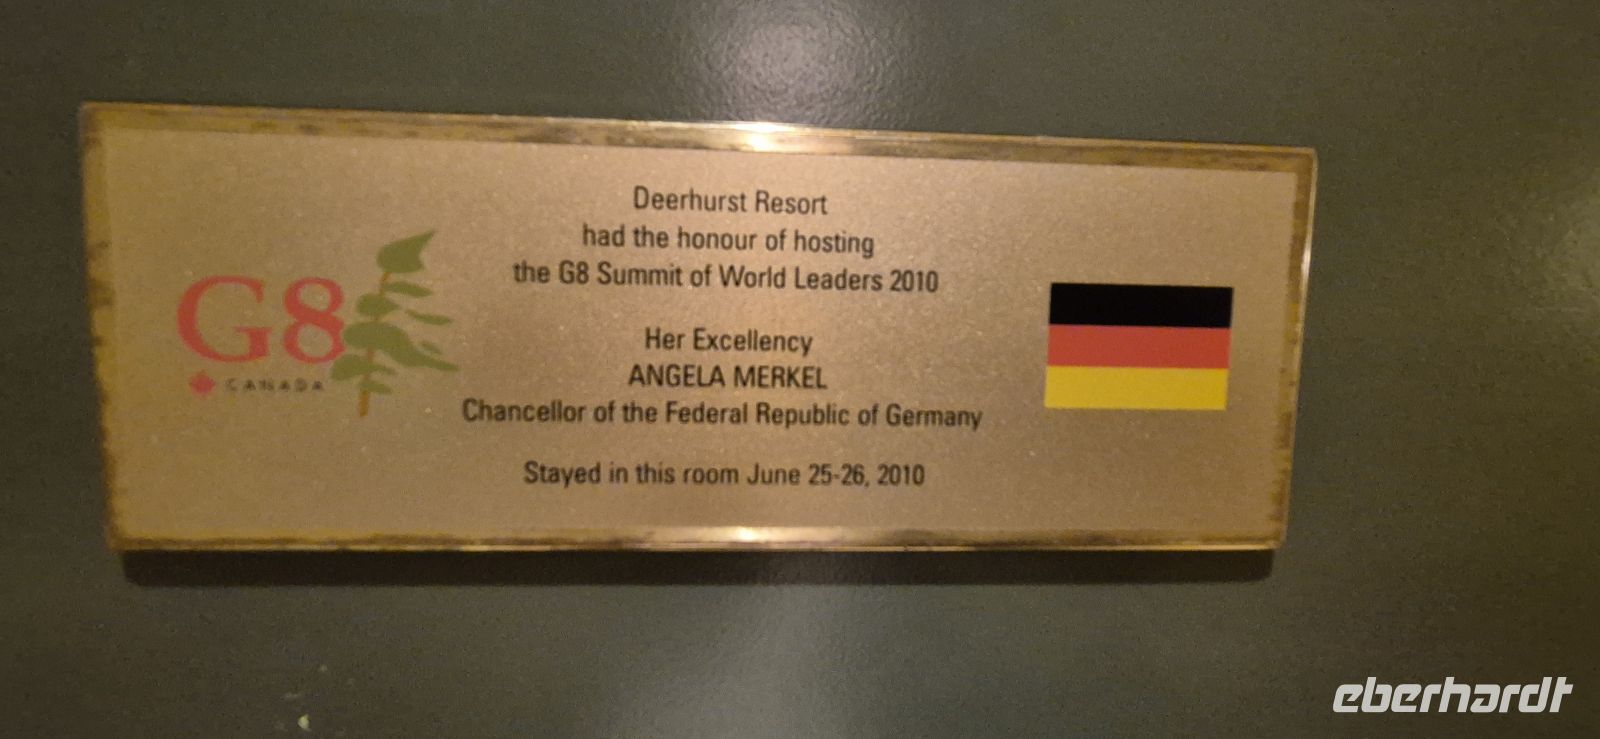 Deerhurst Resort
had the honour of hosting
the G8 Summit of World Leaders 2010
G8
CANADA
Her Excellency
ANGELA MERKEL
Chancellor of the Federal Republic of Germany
Stayed in this room June 25-26, 2010
eberhardt